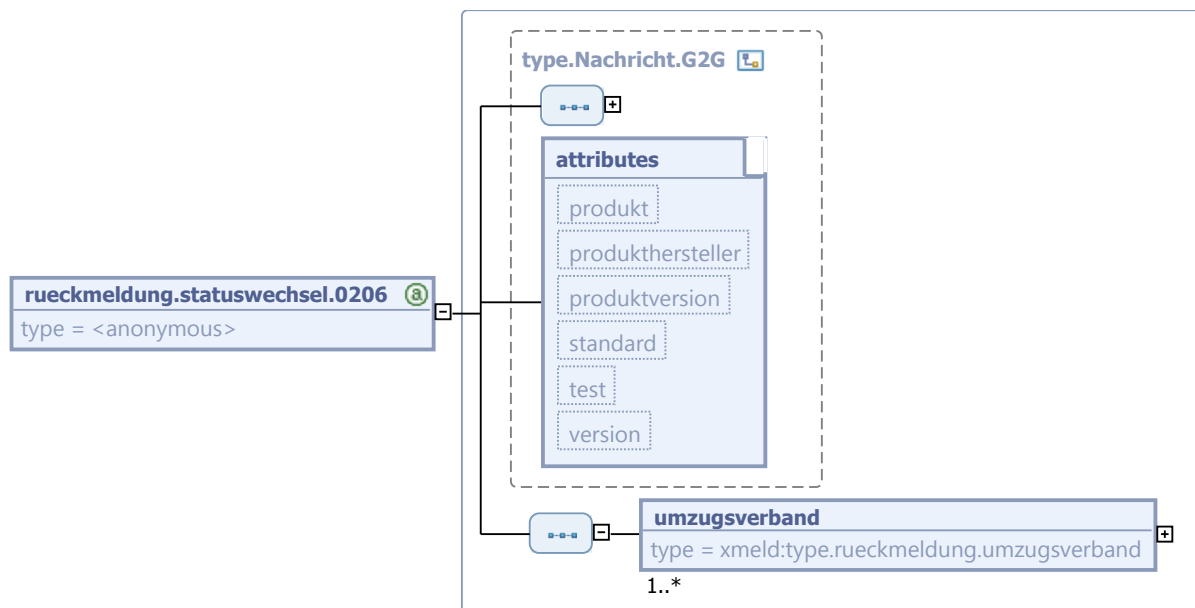 type.Nachricht.G2G
attributes
produkt
produkthersteller
produktversion
standard
test
version
rueckmeldung.statuswechsel.0206 a
type = <anonymous>
umzugsverband
type = xmeld:type.rueckmeldung.umzugsverband
1..*